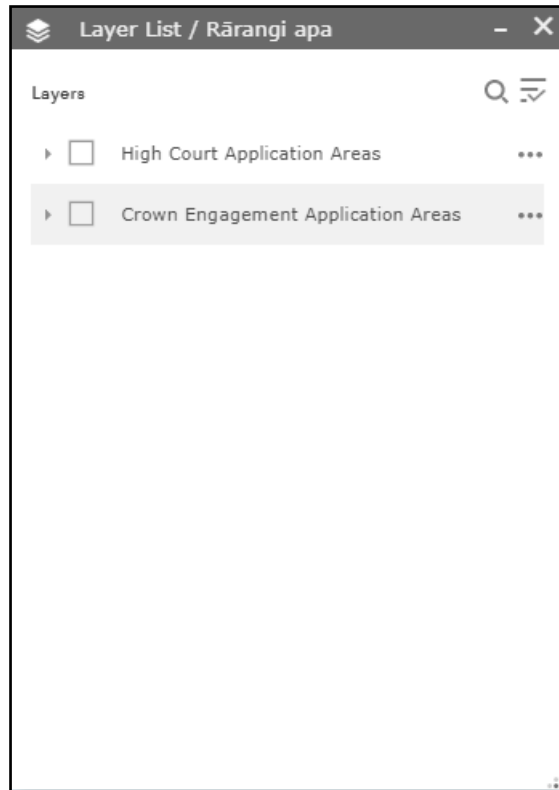 Layer List / Rārangi apa
Layers
High Court Application Areas
Crown Engagement Application Areas